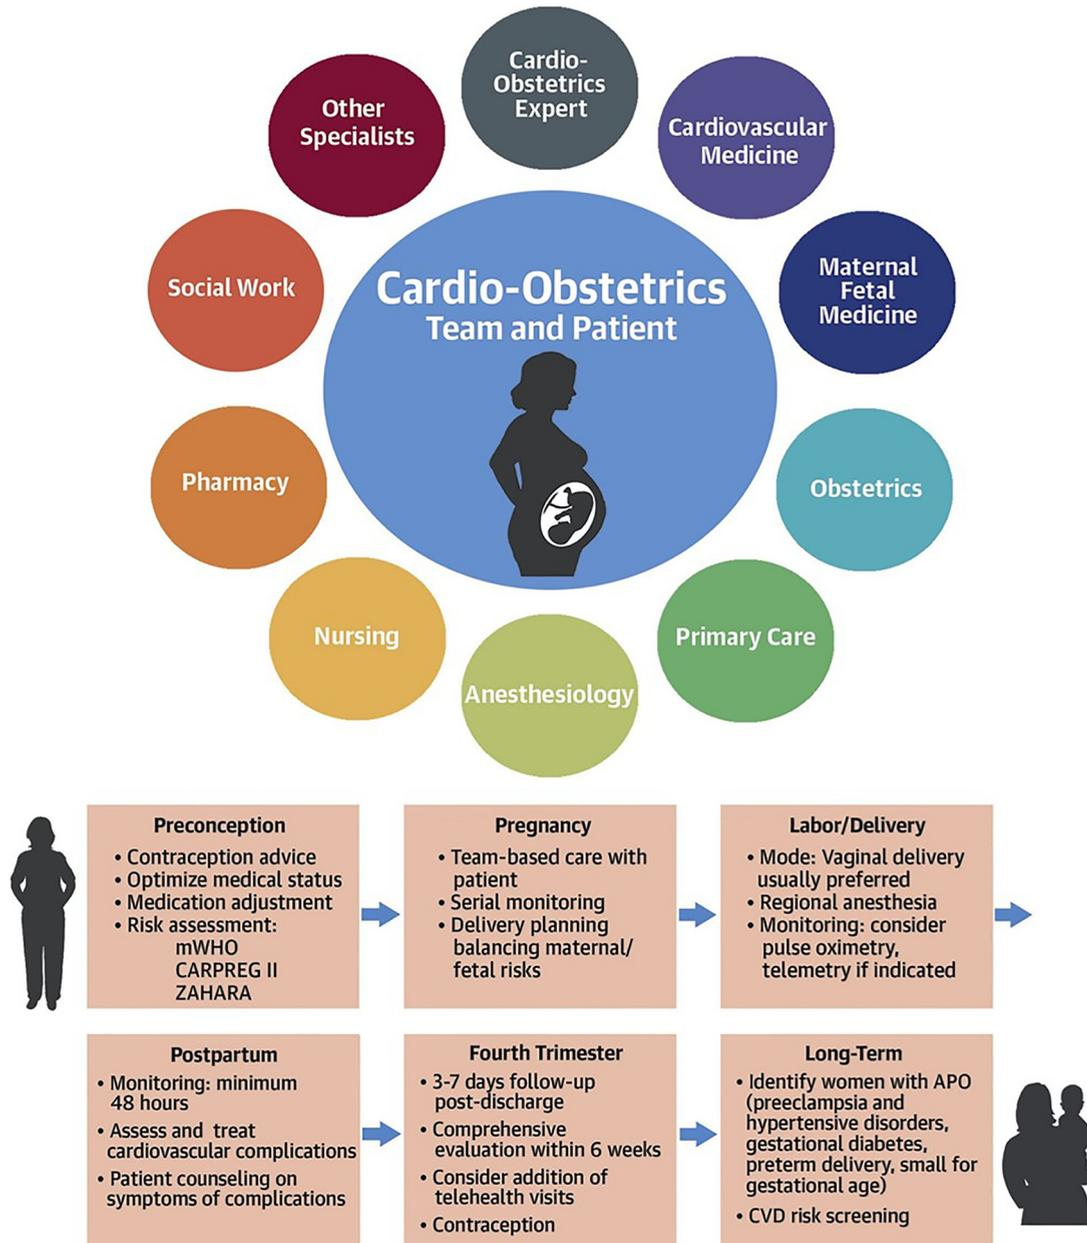 Cardio-
Obstetrics
Expert
Other
Specialists
Cardiovascular
Medicine
Social Work
Cardio-Obstetrics
Team and Patient
Maternal
Fetal
Medicine
Pharmacy
Obstetrics
Nursing
Primary Care
Anesthesiology
Preconception
• Contraception advice
• Optimize medical status
• Medication adjustment
• Risk assessment:
mWHO
CARPREG II
ZAHARA
Pregnancy
• Team-based care with
patient
• Serial monitoring
• Delivery planning
balancing maternal/
fetal risks
Labor/Delivery
• Mode: Vaginal delivery
usually preferred
• Regional anesthesia
• Monitoring: consider
pulse oximetry,
telemetry if indicated
Postpartum
• Monitoring: minimum
48 hours
• Assess and treat
cardiovascular complications
• Patient counseling on
symptoms of complications
Fourth Trimester
• 3-7 days follow-up
post-discharge
• Comprehensive
evaluation within 6 weeks
• Consider addition of
telehealth visits
• Contraception
Long-Term
• Identify women with APO
(preeclampsia and
hypertensive disorders,
gestational diabetes,
preterm delivery, small for
gestational age)
• CVD risk screening